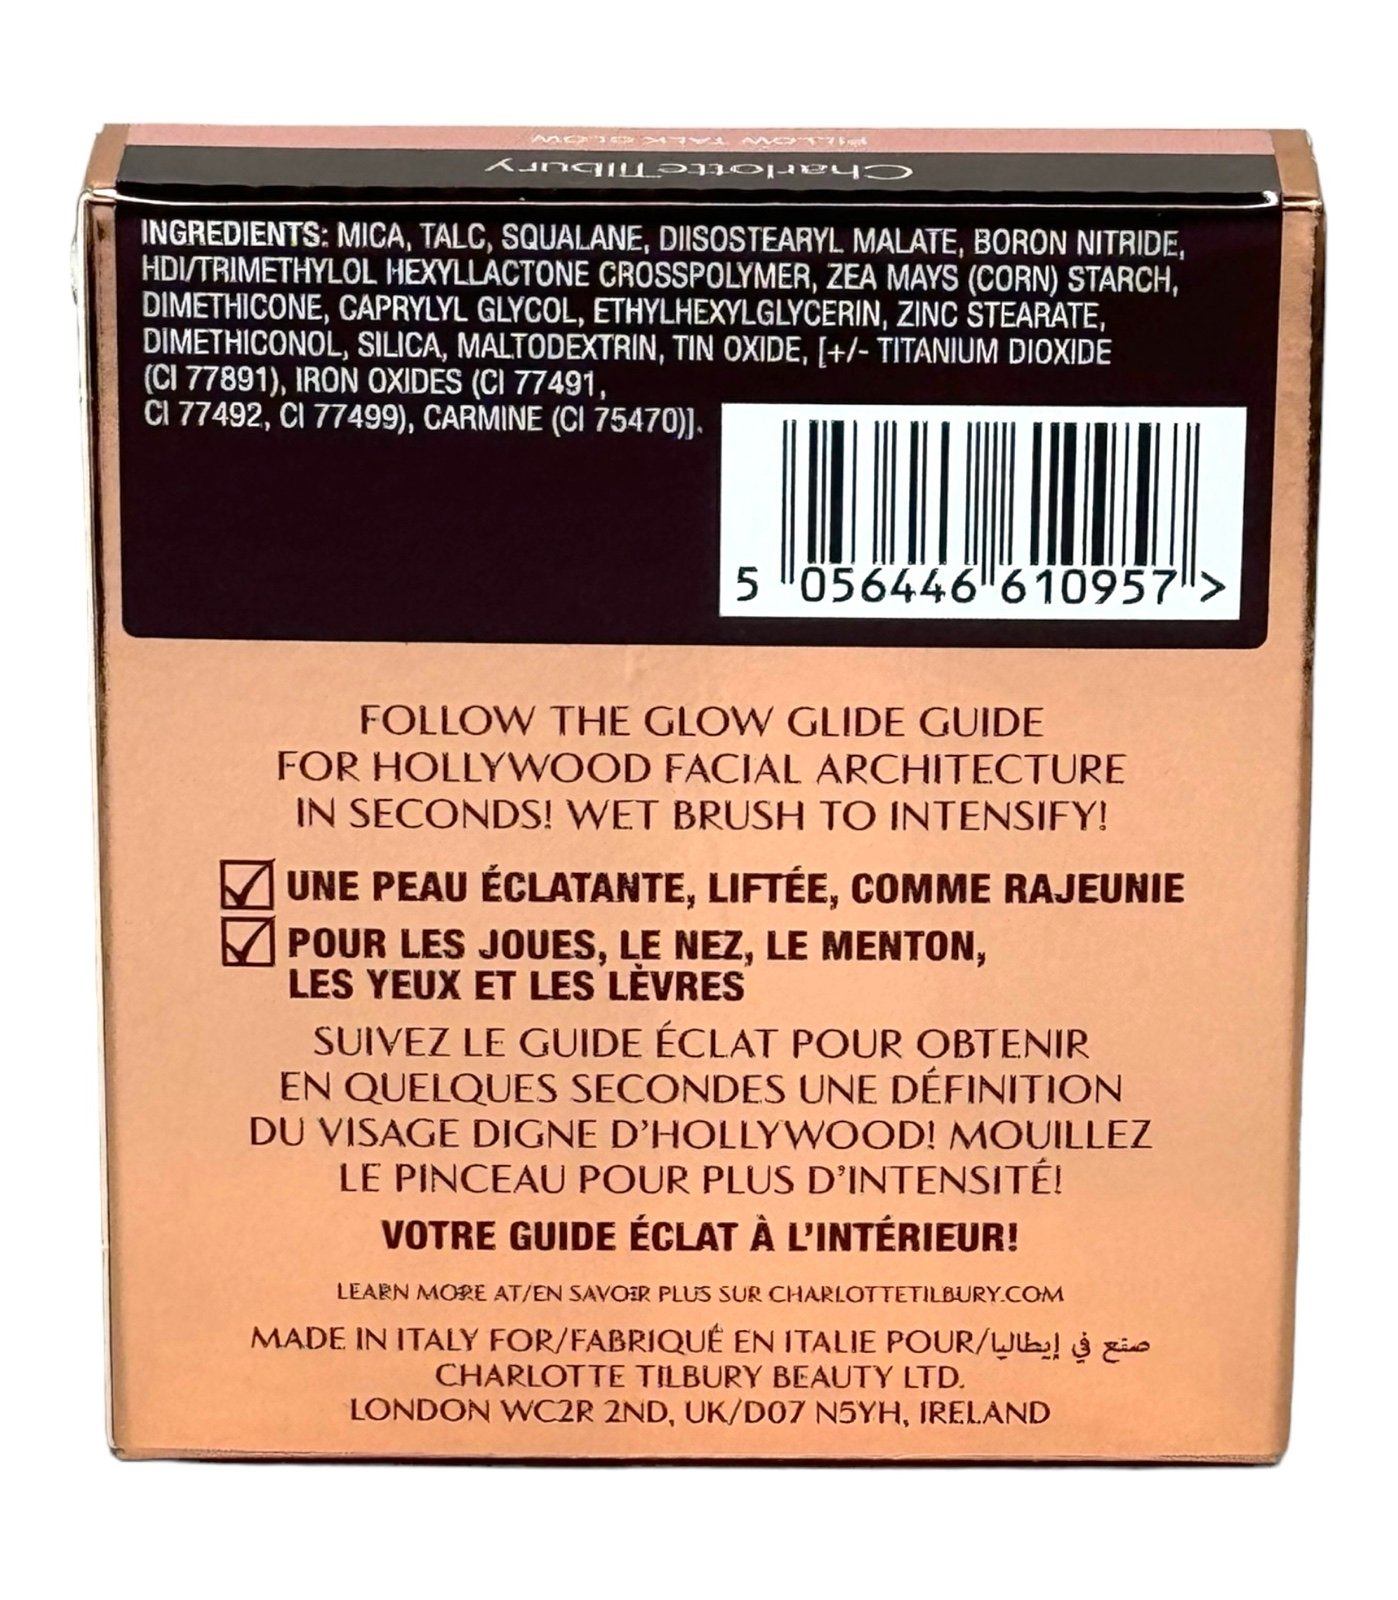 PILLOW TALK GLOW
Charlotte Tilbury
INGREDIENTS: MICA, TALC, SQUALANE, DIISOSTEARYL MALATE, BORON NITRIDE,
HDI/TRIMETHYLOL HEXYLLACTONE CROSSPOLYMER, ZEA MAYS (CORN) STARCH,
DIMETHICONE, CAPRYLYL GLYCOL, ETHYLHEXYLGLYCERIN, ZINC STEARATE,
DIMETHICONOL, SILICA, MALTODEXTRIN, TIN OXIDE, [+/- TITANIUM DIOXIDE
(CI 77891), IRON OXIDES (CI 77491,
CI 77492, CI 77499), CARMINE (CI 75470)].
5 056446 610957 >
FOLLOW THE GLOW GLIDE GUIDE
FOR HOLLYWOOD FACIAL ARCHITECTURE
IN SECONDS! WET BRUSH TO INTENSIFY!
UNE PEAU ÉCLATANTE, LIFTÉE, COMME RAJEUNIE
POUR LES JOUES, LE NEZ, LE MENTON,
LES YEUX ET LES LÈVRES
SUIVEZ LE GUIDE ÉCLAT POUR OBTENIR
EN QUELQUES SECONDES UNE DÉFINITION
DU VISAGE DIGNE D'HOLLYWOOD! MOUILLEZ
LE PINCEAU POUR PLUS D'INTENSITÉ!
VOTRE GUIDE ÉCLAT À L'INTÉRIEUR!
LEARN MORE AT/EN SAVOIR PLUS SUR CHARLOTTETILBURY.COM
MADE IN ITALY FOR/FABRIQUÉ EN ITALIE POUR/صنع في إيطاليا
CHARLOTTE TILBURY BEAUTY LTD.
LONDON WC2R 2ND, UK/D07 N5YH, IRELAND